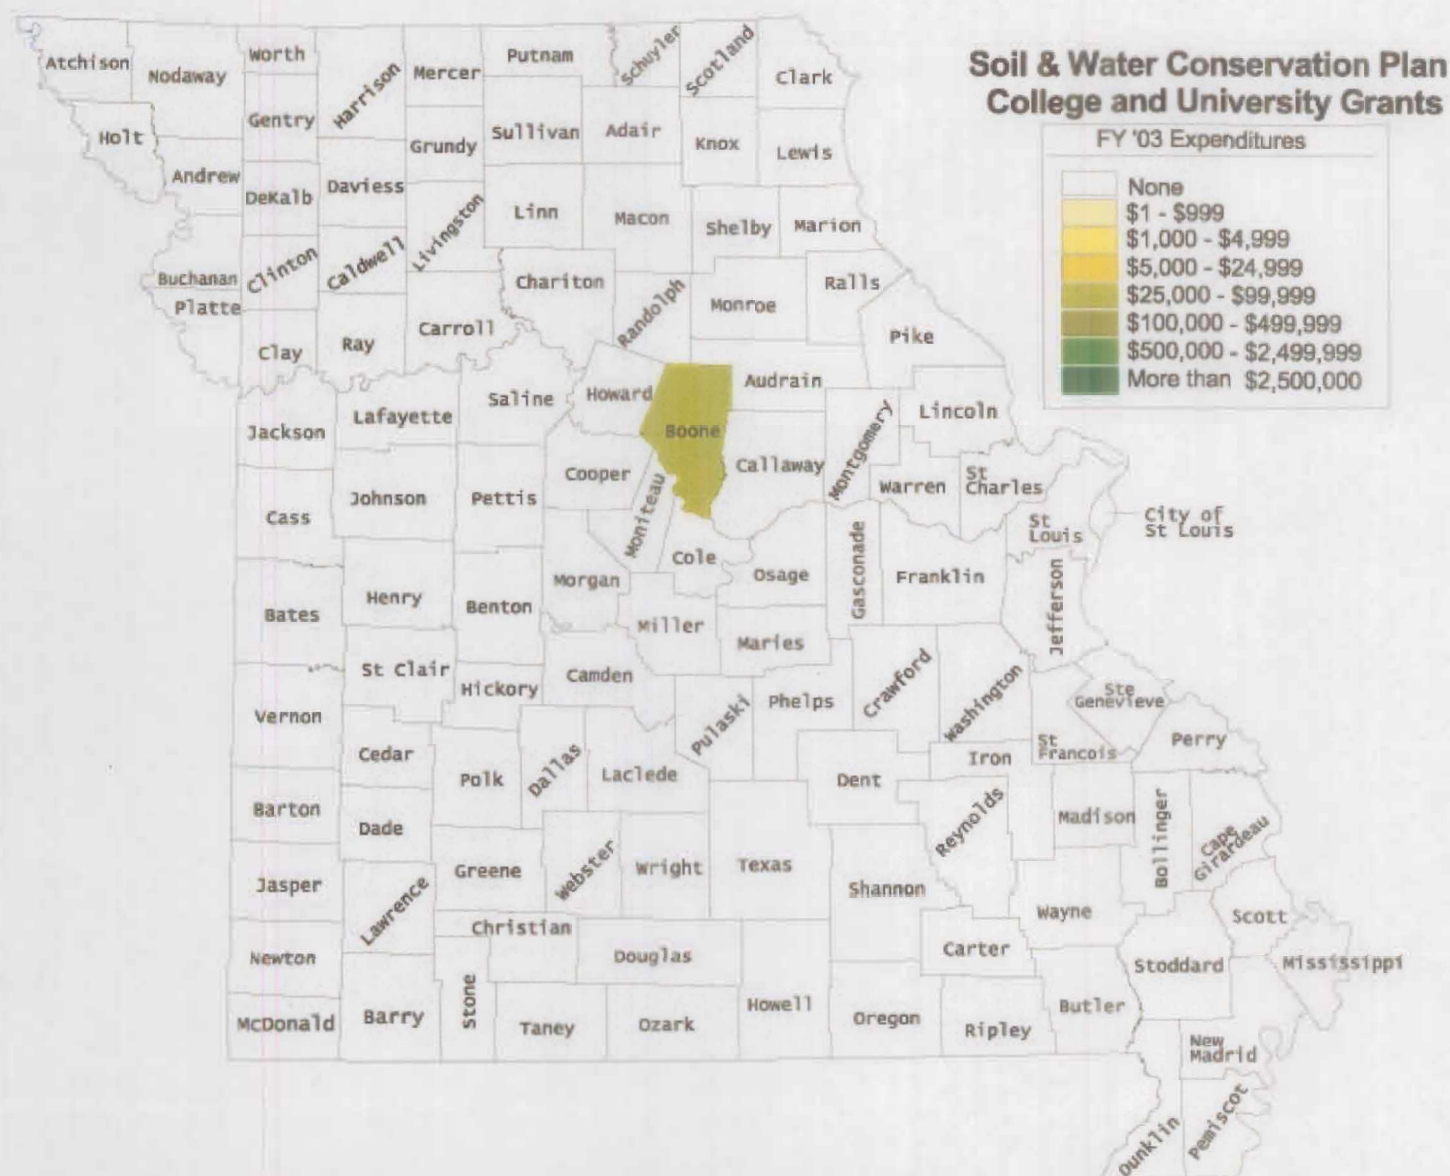 Soil & Water Conservation Plan
College and University Grants
FY '03 Expenditures
None
$1 - $999
$1,000 - $4,999
$5,000 - $24,999
$25,000 - $99,999
$100,000 - $499,999
$500,000 - $2,499,999
More than $2,500,000
Atchison
Nodaway
Worth
Harrison
Mercer
Putnam
Schuyler
Scotland
Clark
Holt
Gentry
Grundy
Sullivan
Adair
Knox
Lewis
Andrew
DeKalb
Daviess
Livingston
Linn
Macon
Shelby
Marion
Buchanan
Clinton
Caldwell
Chariton
Randolph
Monroe
Ralls
Platte
Clay
Ray
Carroll
Pike
Howard
Boone
Audrain
Saline
Lafayette
Jackson
Lincoln
Montgomery
Callaway
Cooper
Moniteau
Warren
St
Charles
Johnson
Pettis
Cass
City of
St Louis
St
Louis
Cole
Osage
Gasconade
Franklin
Jefferson
Morgan
Henry
Benton
Bates
Miller
Maries
St Clair
Hickory
Camden
Pulaski
Phelps
Crawford
Washington
Ste
Genevieve
St
Francois
Perry
Vernon
Cedar
Polk
Dallas
Laclede
Dent
Iron
Reynolds
Madison
Bollinger
Cape
Girardeau
Barton
Dade
Greene
Webster
Wright
Texas
Shannon
Jasper
Lawrence
Christian
Wayne
Scott
Newton
Stone
Douglas
Carter
Stoddard
Mississippi
McDonald
Barry
Taney
Ozark
Howell
Oregon
Ripley
Butler
New
Madrid
Dunklin
Pemiscot